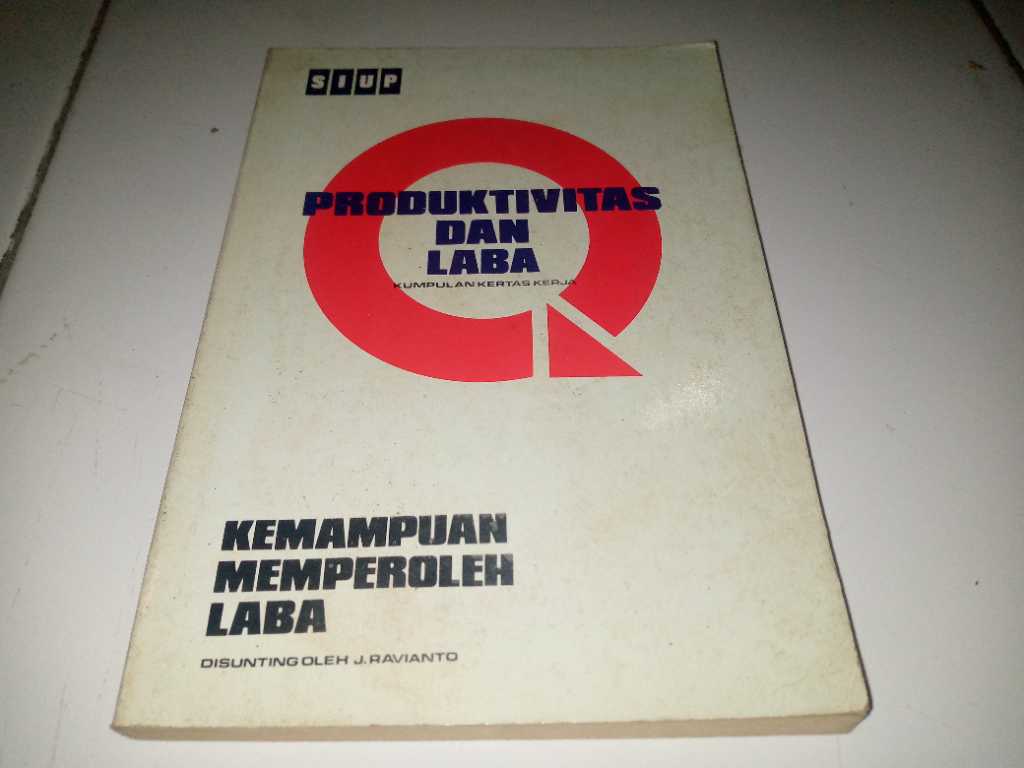 SIUP
PRODUKTIVITAS
DAN
LABA
KUMPULAN KERTAS KERJA
KEMAMPUAN
MEMPEROLEH
LABA
DISUNTING OLEH J. RAVIANTO